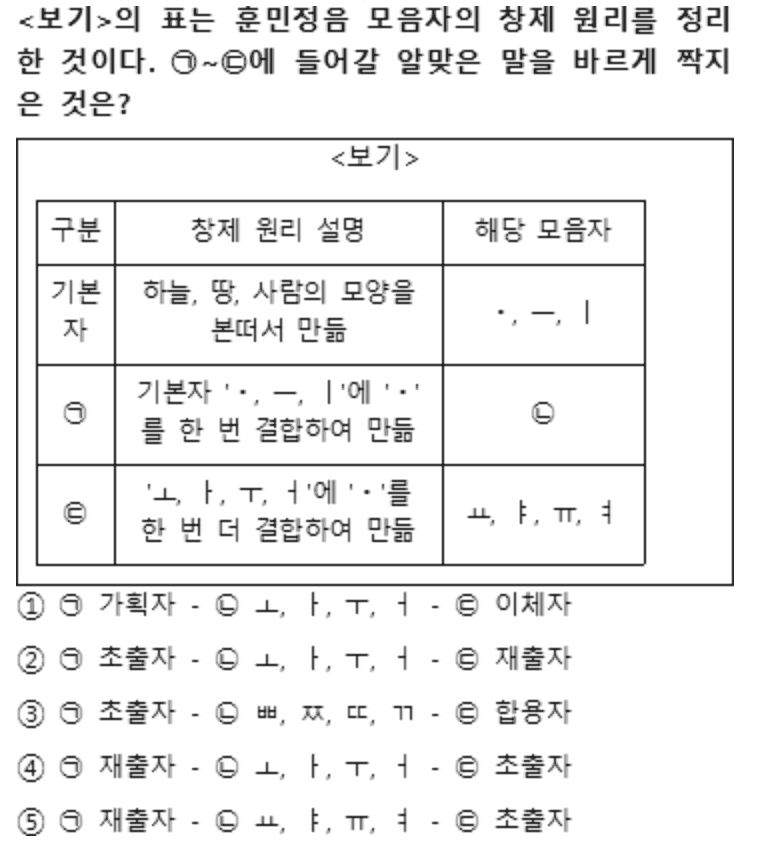 <보기>의 표는 훈민정음 모음자의 창제 원리를 정리
한 것이다. ㉠~㉢에 들어갈 알맞은 말을 바르게 짝지
은 것은?
<보기>
구분 창제 원리 설명 해당 모음자
기본
자
하늘, 땅, 사람의 모양을
본떠서 만듦
ㆍ, ㅡ, ㅣ
㉠
기본자 'ㆍ, ㅡ, ㅣ'에 'ㆍ'
를 한 번 결합하여 만듦
㉡
㉢
'ㅗ, ㅏ, ㅜ, ㅓ'에 'ㆍ'를
한 번 더 결합하여 만듦
ㅛ, ㅑ, ㅠ, ㅕ
① ㉠ 가획자 - ㉡ ㅗ, ㅏ, ㅜ, ㅓ - ㉢ 이체자
② ㉠ 초출자 - ㉡ ㅗ, ㅏ, ㅜ, ㅓ - ㉢ 재출자
③ ㉠ 초출자 - ㉡ ㅃ, ㅉ, ㄸ, ㄲ - ㉢ 합용자
④ ㉠ 재출자 - ㉡ ㅗ, ㅏ, ㅜ, ㅓ - ㉢ 초출자
⑤ ㉠ 재출자 - ㉡ ㅛ, ㅑ, ㅠ, ㅕ - ㉢ 초출자